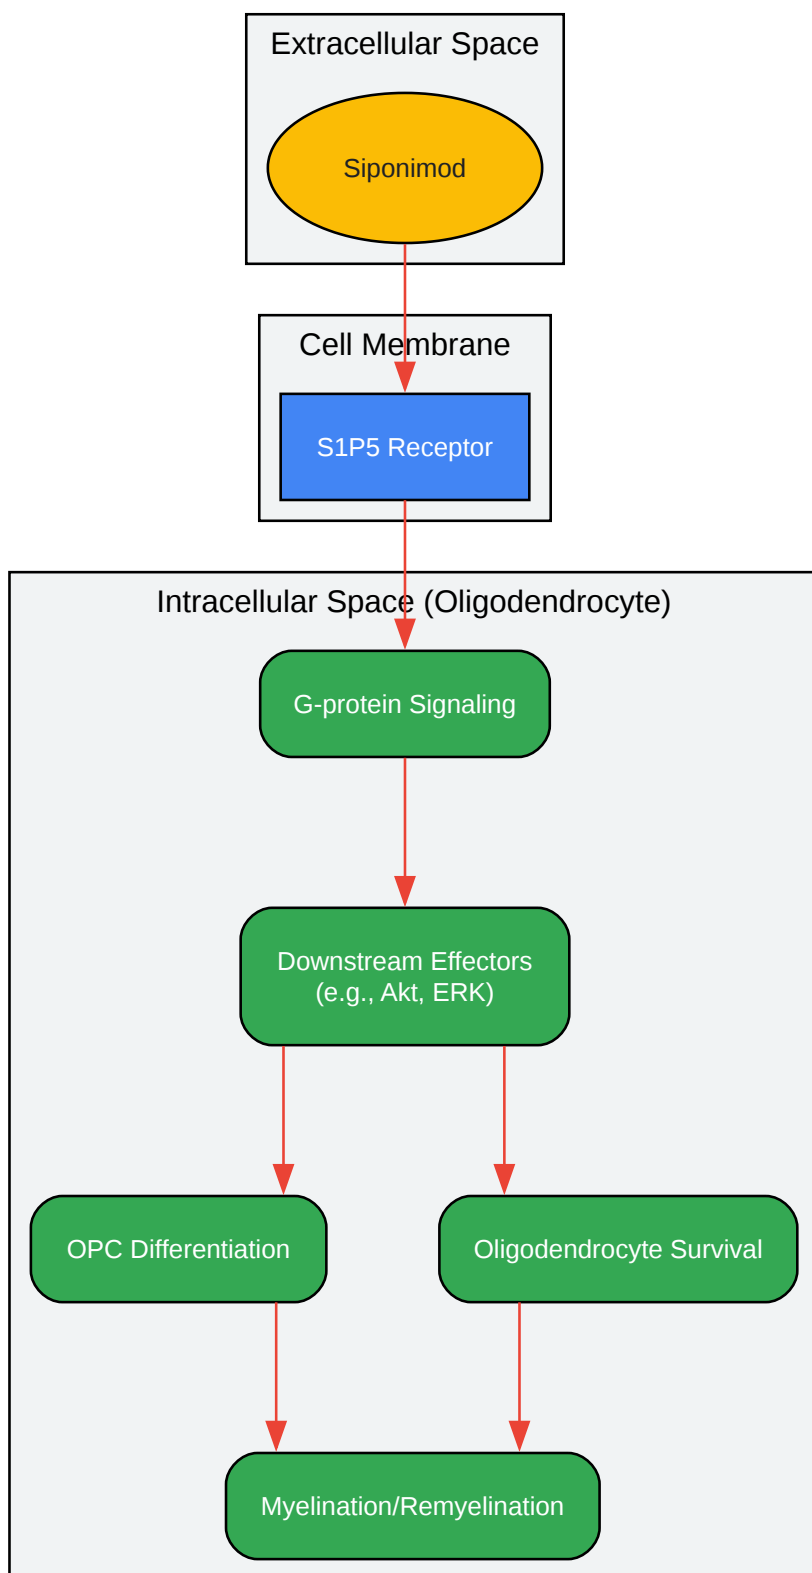 Extracellular Space
Siponimod
Cell Membrane
S1P5 Receptor
Intracellular Space (Oligodendrocyte)
G-protein Signaling
Downstream Effectors
(e.g., Akt, ERK)
OPC Differentiation
Oligodendrocyte Survival
Myelination/Remyelination